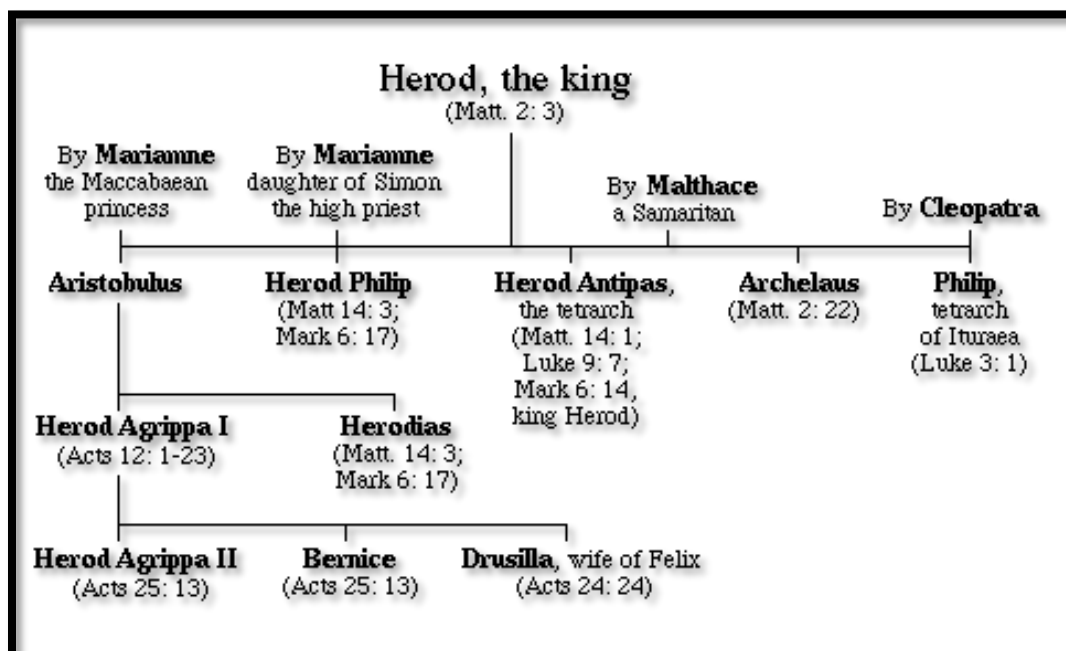 Herod, the king
(Matt. 2: 3)
By Mariamne
the Maccabaean
princess
By Mariamne
daughter of Simon
the high priest
By Malthace
a Samaritan
By Cleopatra
Aristobulus
Herod Philip
(Matt 14: 3;
Mark 6: 17)
Herod Antipas,
the tetrarch
(Matt. 14: 1;
Luke 9: 7;
Mark 6: 14,
king Herod)
Archelaus
(Matt. 2: 22)
Philip,
tetrarch
of Ituraea
(Luke 3: 1)
Herod Agrippa I
(Acts 12: 1-23)
Herodias
(Matt. 14: 3;
Mark 6: 17)
Herod Agrippa II
(Acts 25: 13)
Bernice
(Acts 25: 13)
Drusilla, wife of Felix
(Acts 24: 24)